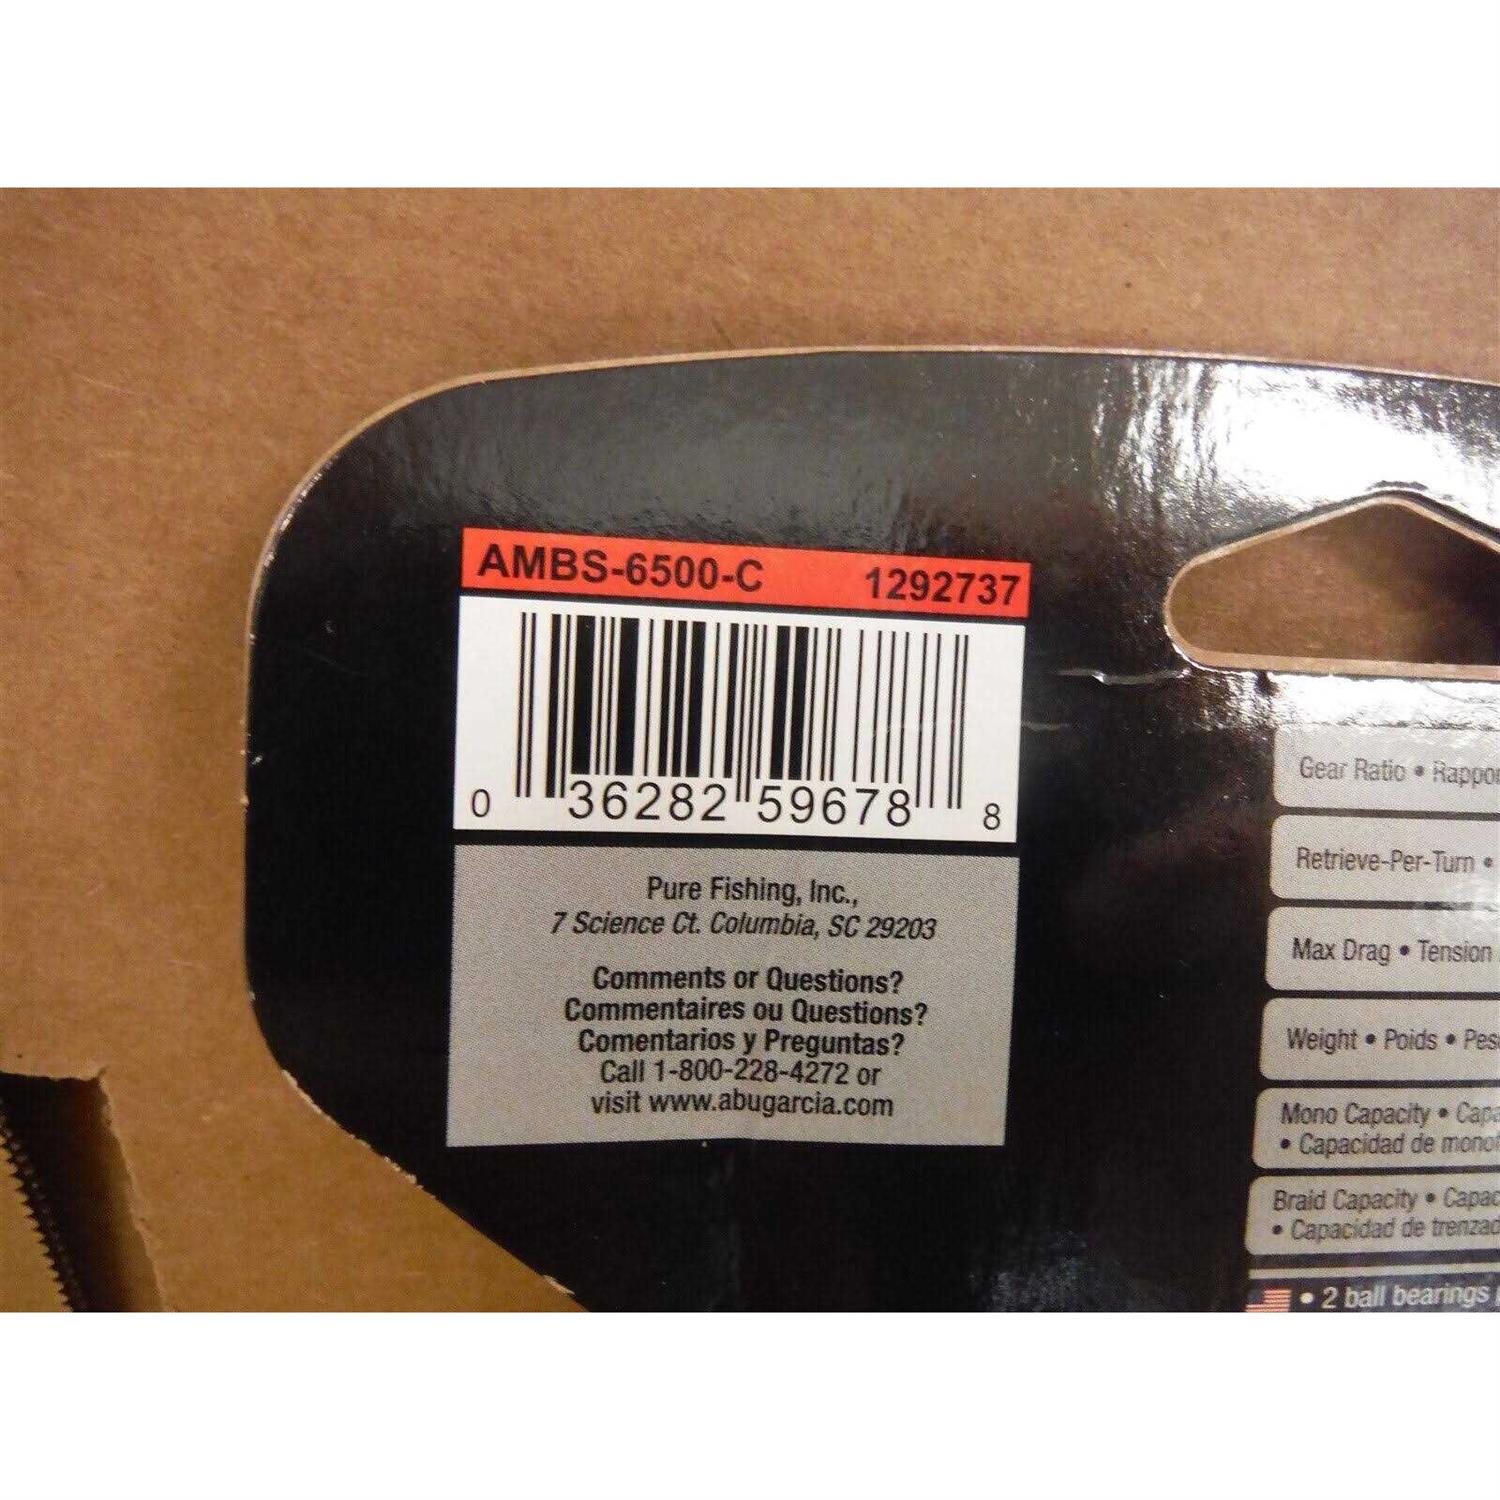 AMBS-6500-C 1292737
0 36282 59678 8
Pure Fishing, Inc.,
7 Science Ct. Columbia, SC 29203
Comments or Questions?
Commentaires ou Questions?
Comentarios y Preguntas?
Call 1-800-228-4272 or
visit www.abugarcia.com
Gear Ratio •
Retrieve-Per-Turn •
Max Drag • Tension
Weight • Poids •
Mono Capacity •
• Capacidad de
Braid Capacity •
• Capacidad de
• 2 ball bearings